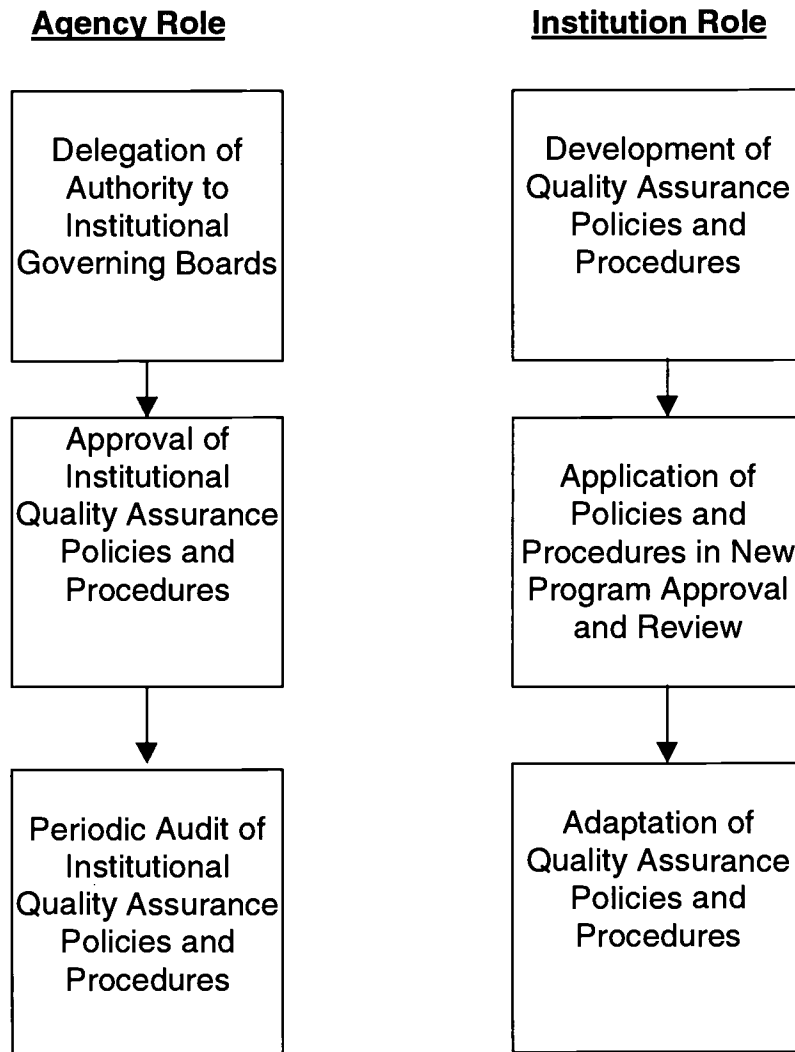 Agency Role
Delegation of
Authority to
Institutional
Governing Boards
Approval of
Institutional
Quality Assurance
Policies and
Procedures
Periodic Audit of
Institutional
Quality Assurance
Policies and
Procedures
Institution Role
Development of
Quality Assurance
Policies and
Procedures
Application of
Policies and
Procedures in New
Program Approval
and Review
Adaptation of
Quality Assurance
Policies and
Procedures